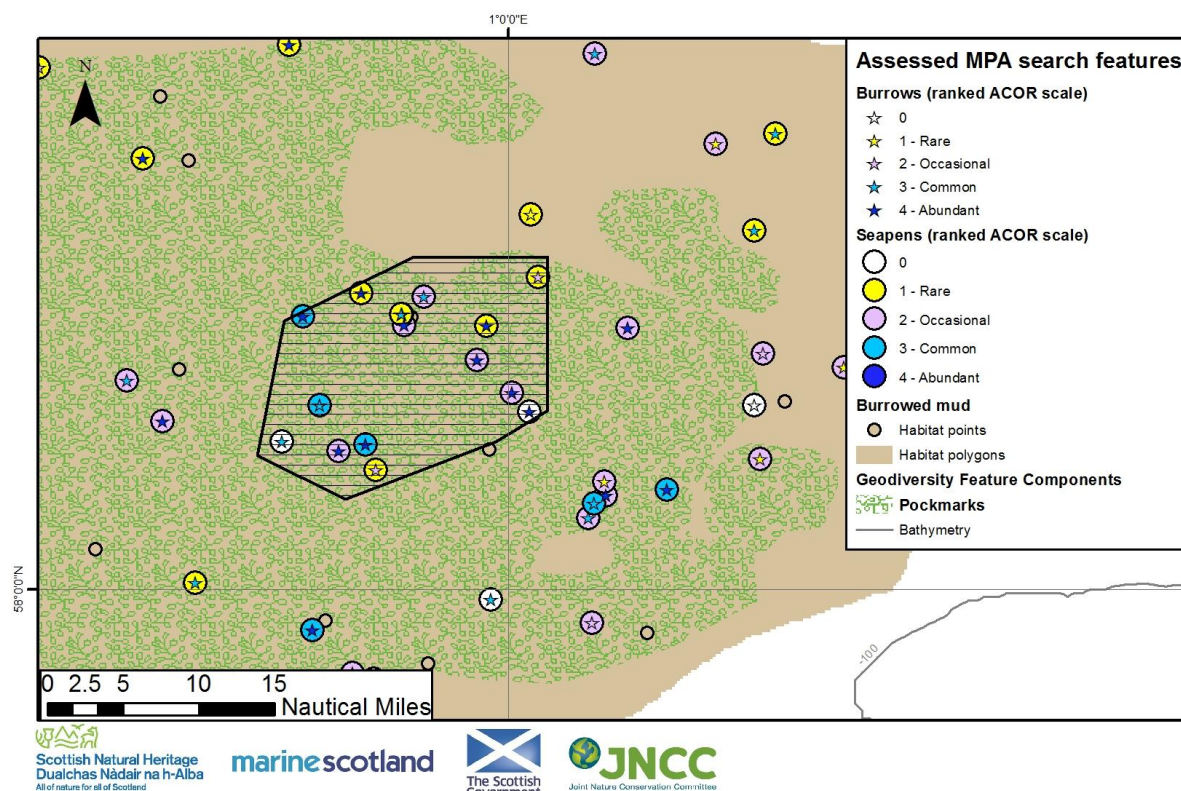 1°0'0"E
N
Assessed MPA search features
Burrows (ranked ACOR scale)
0
1 - Rare
2 - Occasional
3 - Common
4 - Abundant
Seapens (ranked ACOR scale)
0
1 - Rare
2 - Occasional
3 - Common
4 - Abundant
Burrowed mud
Habitat points
Habitat polygons
Geodiversity Feature Components
Pockmarks
Bathymetry
58°0'0"N
-100
0 2.5 5 10 15
Nautical Miles
Scottish Natural Heritage
Dualchas Nàdair na h-Alba
All of nature for all of Scotland
marinescotland
The Scottish
Government
JNCC
Joint Nature Conservation Committee